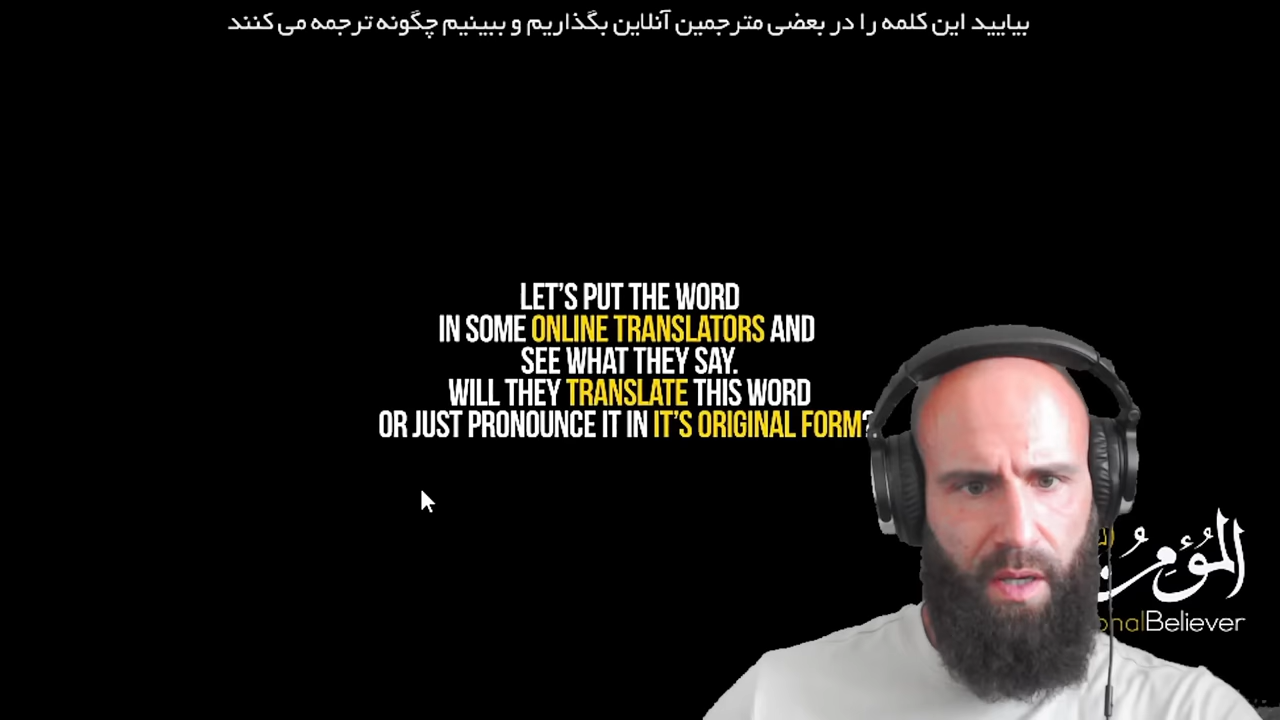 بیایید این کلمه را در بعضی مترجمین آنلاین بگذاریم و ببینیم چگونه ترجمه می کنند
LET'S PUT THE WORD
IN SOME ONLINE TRANSLATORS AND
SEE WHAT THEY SAY.
WILL THEY TRANSLATE THIS WORD
OR JUST PRONOUNCE IT IN IT'S ORIGINAL FORM?
Believer